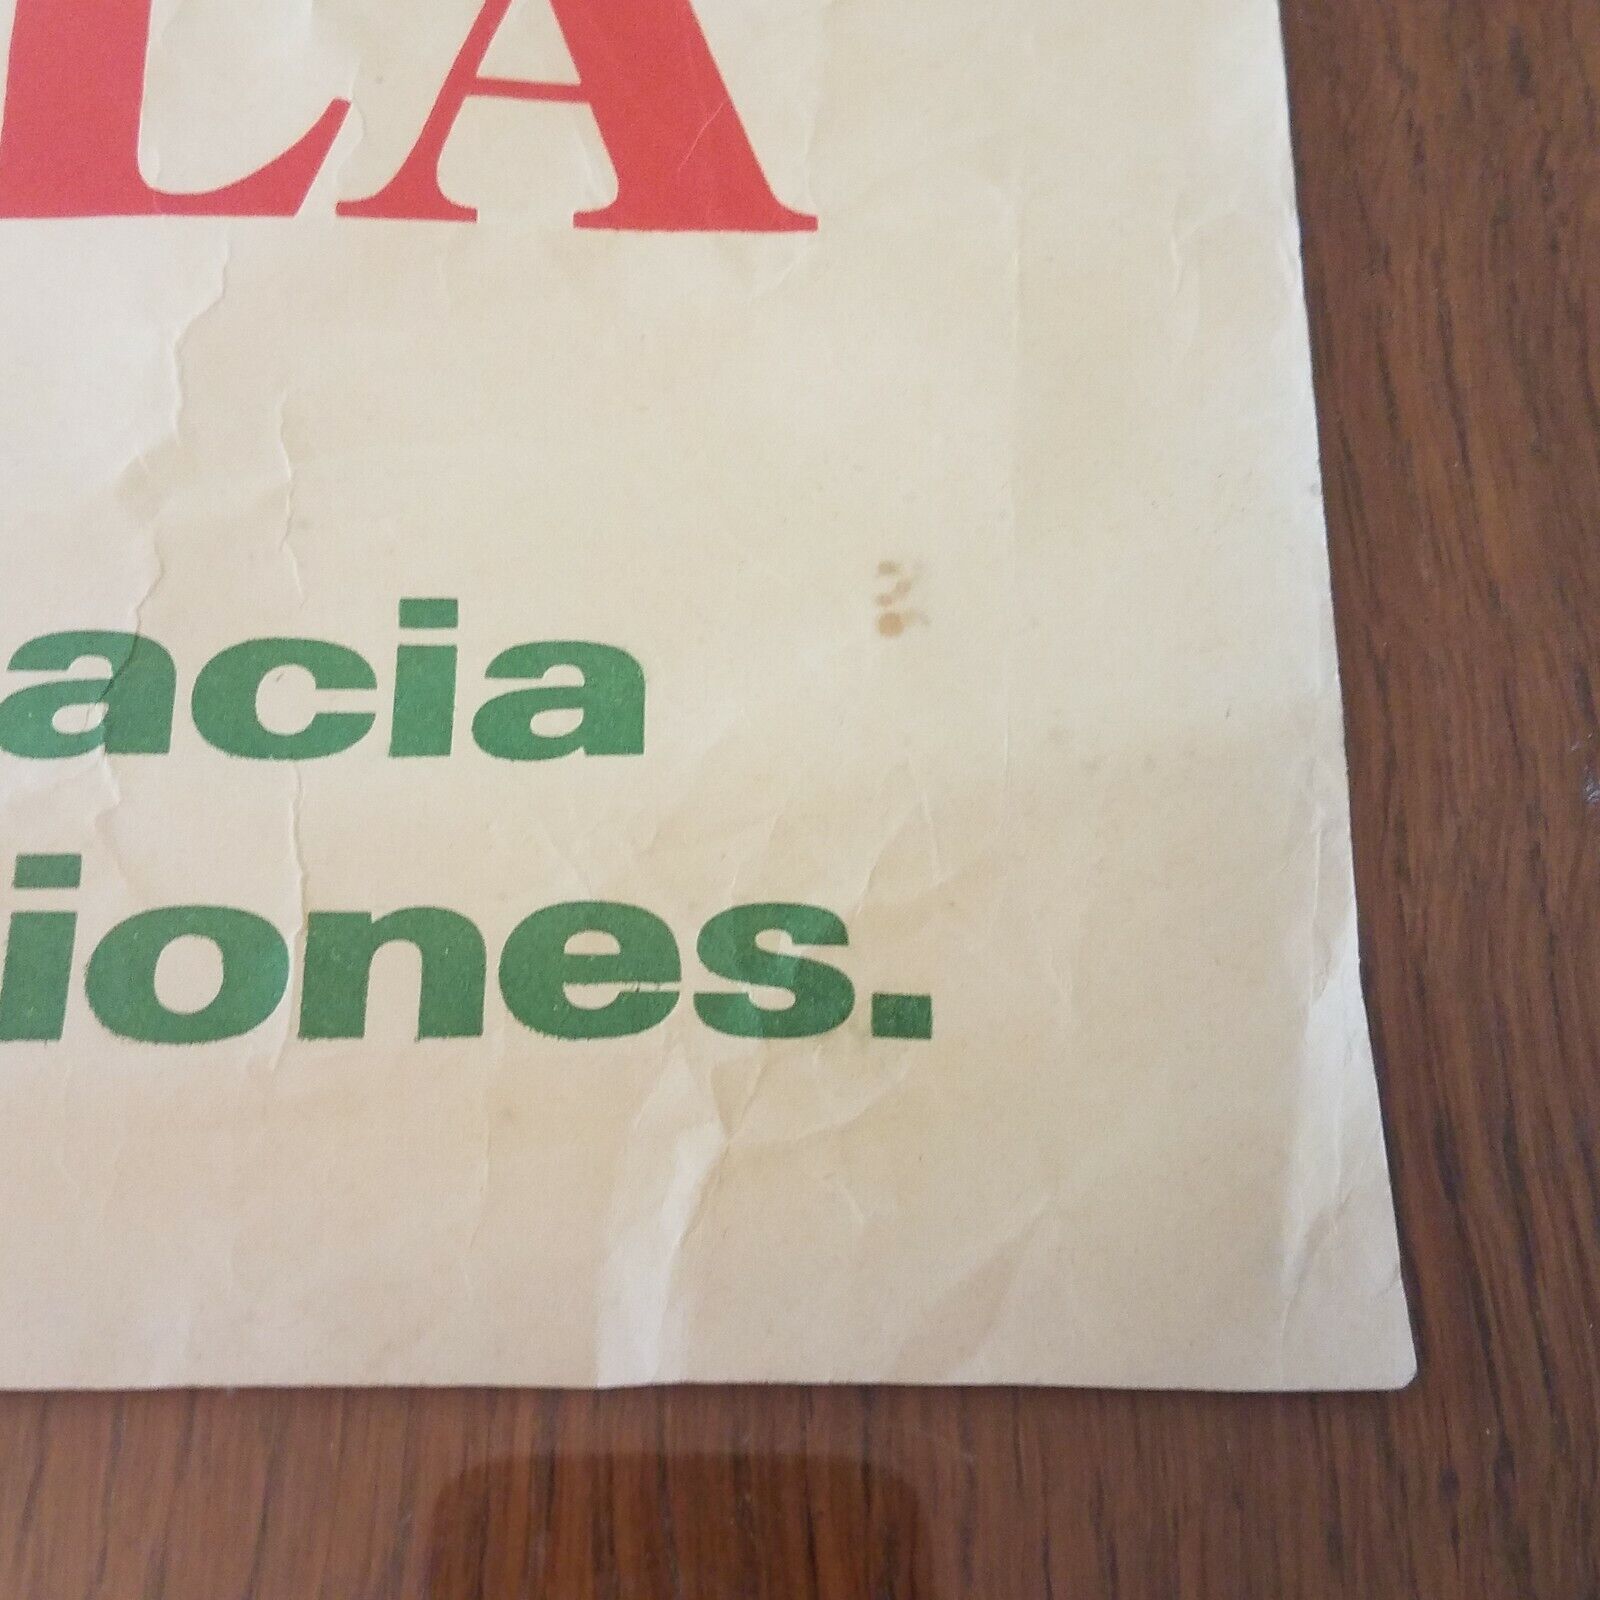 LA
acia
iones.